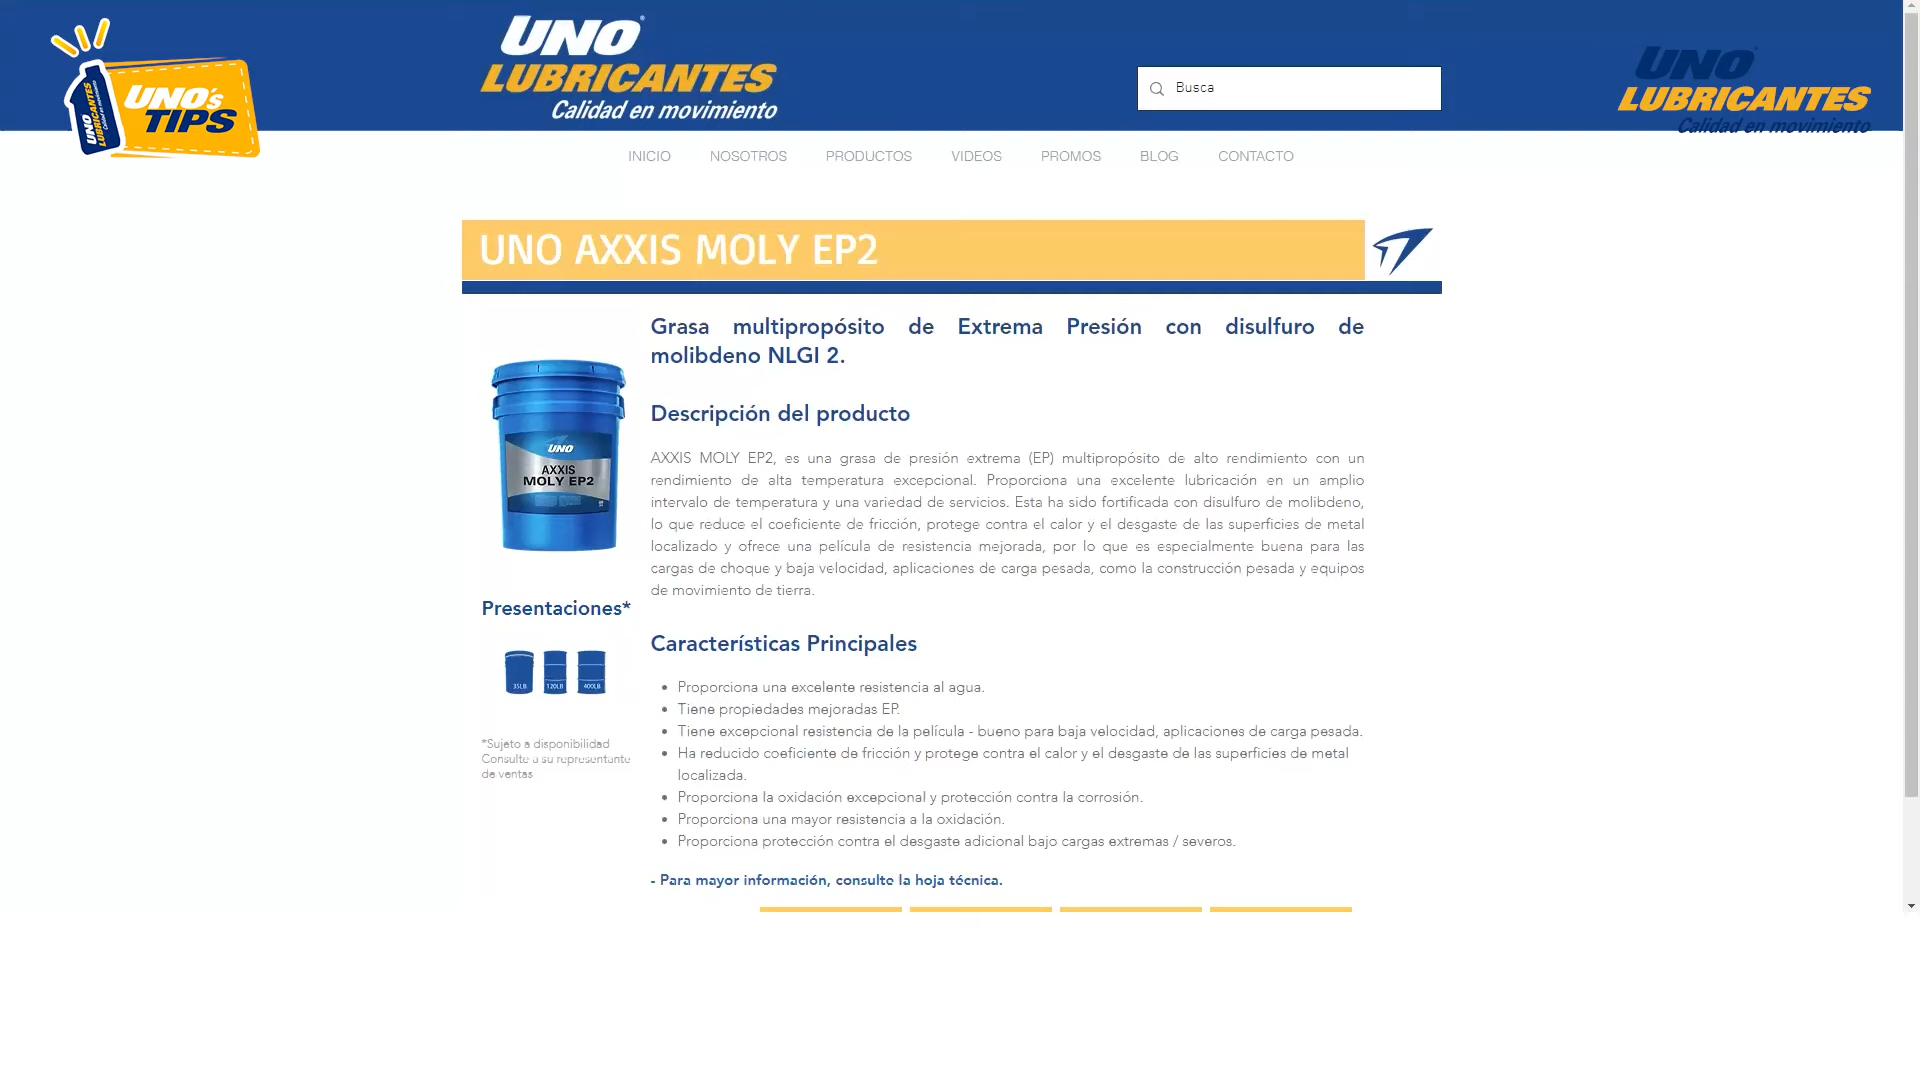 UNO's
TIPS
UNO
LUBRICANTES
UNO
LUBRICANTES
Calidad en movimiento
Busca
UNO
LUBRICANTES
Calidad en movimiento
INICIO
NOSOTROS
PRODUCTOS
VIDEOS
PROMOS
BLOG
CONTACTO
UNO AXXIS MOLY EP2
Grasa multipropósito de Extrema Presión con disulfuro de
molibdeno NLGI 2.
UNO
AXXIS
MOLY EP2
Descripción del producto
AXXIS MOLY EP2, es una grasa de presión extrema (EP) multipropósito de alto rendimiento con un
rendimiento de alta temperatura excepcional. Proporciona una excelente lubricación en un amplio
intervalo de temperatura y una variedad de servicios. Esta ha sido fortificada con disulfuro de molibdeno,
lo que reduce el coeficiente de fricción, protege contra el calor y el desgaste de las superficies de metal
localizado y ofrece una película de resistencia mejorada, por lo que es especialmente buena para las
cargas de choque y baja velocidad, aplicaciones de carga pesada, como la construcción pesada y equipos
de movimiento de tierra.
Presentaciones*
35LB
120LB
400LB
*Sujeto a disponibilidad
Consulte a su representante
de ventas
Características Principales
Proporciona una excelente resistencia al agua.
Tiene propiedades mejoradas EP.
Tiene excepcional resistencia de la película - bueno para baja velocidad, aplicaciones de carga pesada.
Ha reducido coeficiente de fricción y protege contra el calor y el desgaste de las superficies de metal
localizada.
Proporciona la oxidación excepcional y protección contra la corrosión.
Proporciona una mayor resistencia a la oxidación.
Proporciona protección contra el desgaste adicional bajo cargas extremas / severos.
- Para mayor información, consulte la hoja técnica.